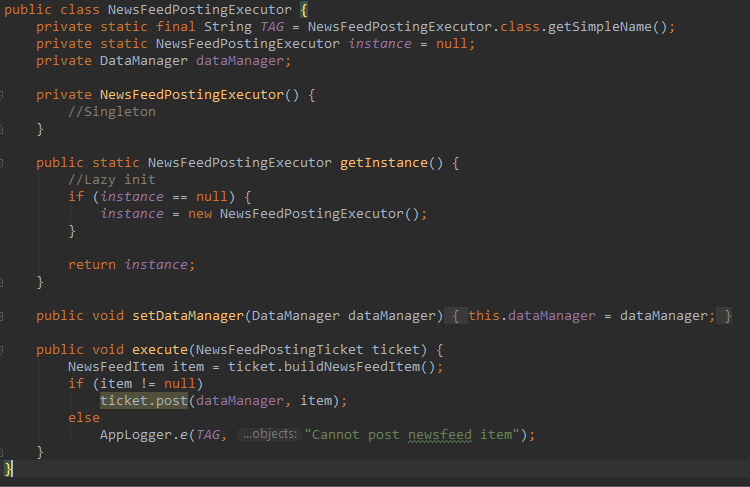 public class NewsFeedPostingExecutor {
    private static final String TAG = NewsFeedPostingExecutor.class.getSimpleName();
    private static NewsFeedPostingExecutor instance = null;
    private DataManager dataManager;

    private NewsFeedPostingExecutor() {
        //Singleton
    }

    public static NewsFeedPostingExecutor getInstance() {
        //Lazy init
        if (instance == null) {
            instance = new NewsFeedPostingExecutor();
        }

        return instance;
    }

    public void setDataManager(DataManager dataManager) { this.dataManager = dataManager; }

    public void execute(NewsFeedPostingTicket ticket) {
        NewsFeedItem item = ticket.buildNewsFeedItem();
        if (item != null)
            ticket.post(dataManager, item);
        else
            AppLogger.e(TAG, ...objects: "Cannot post newsfeed item");
    }
}